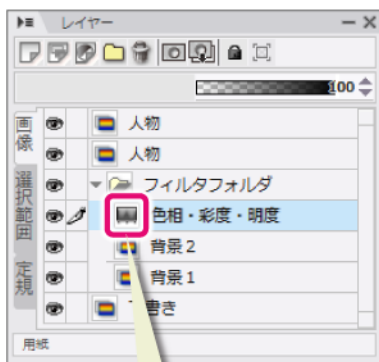 レイヤー
100
画像
人物
人物
選択範囲
フィルタフォルダ
色相・彩度・明度
背景2
定規
背景1
書き
用紙